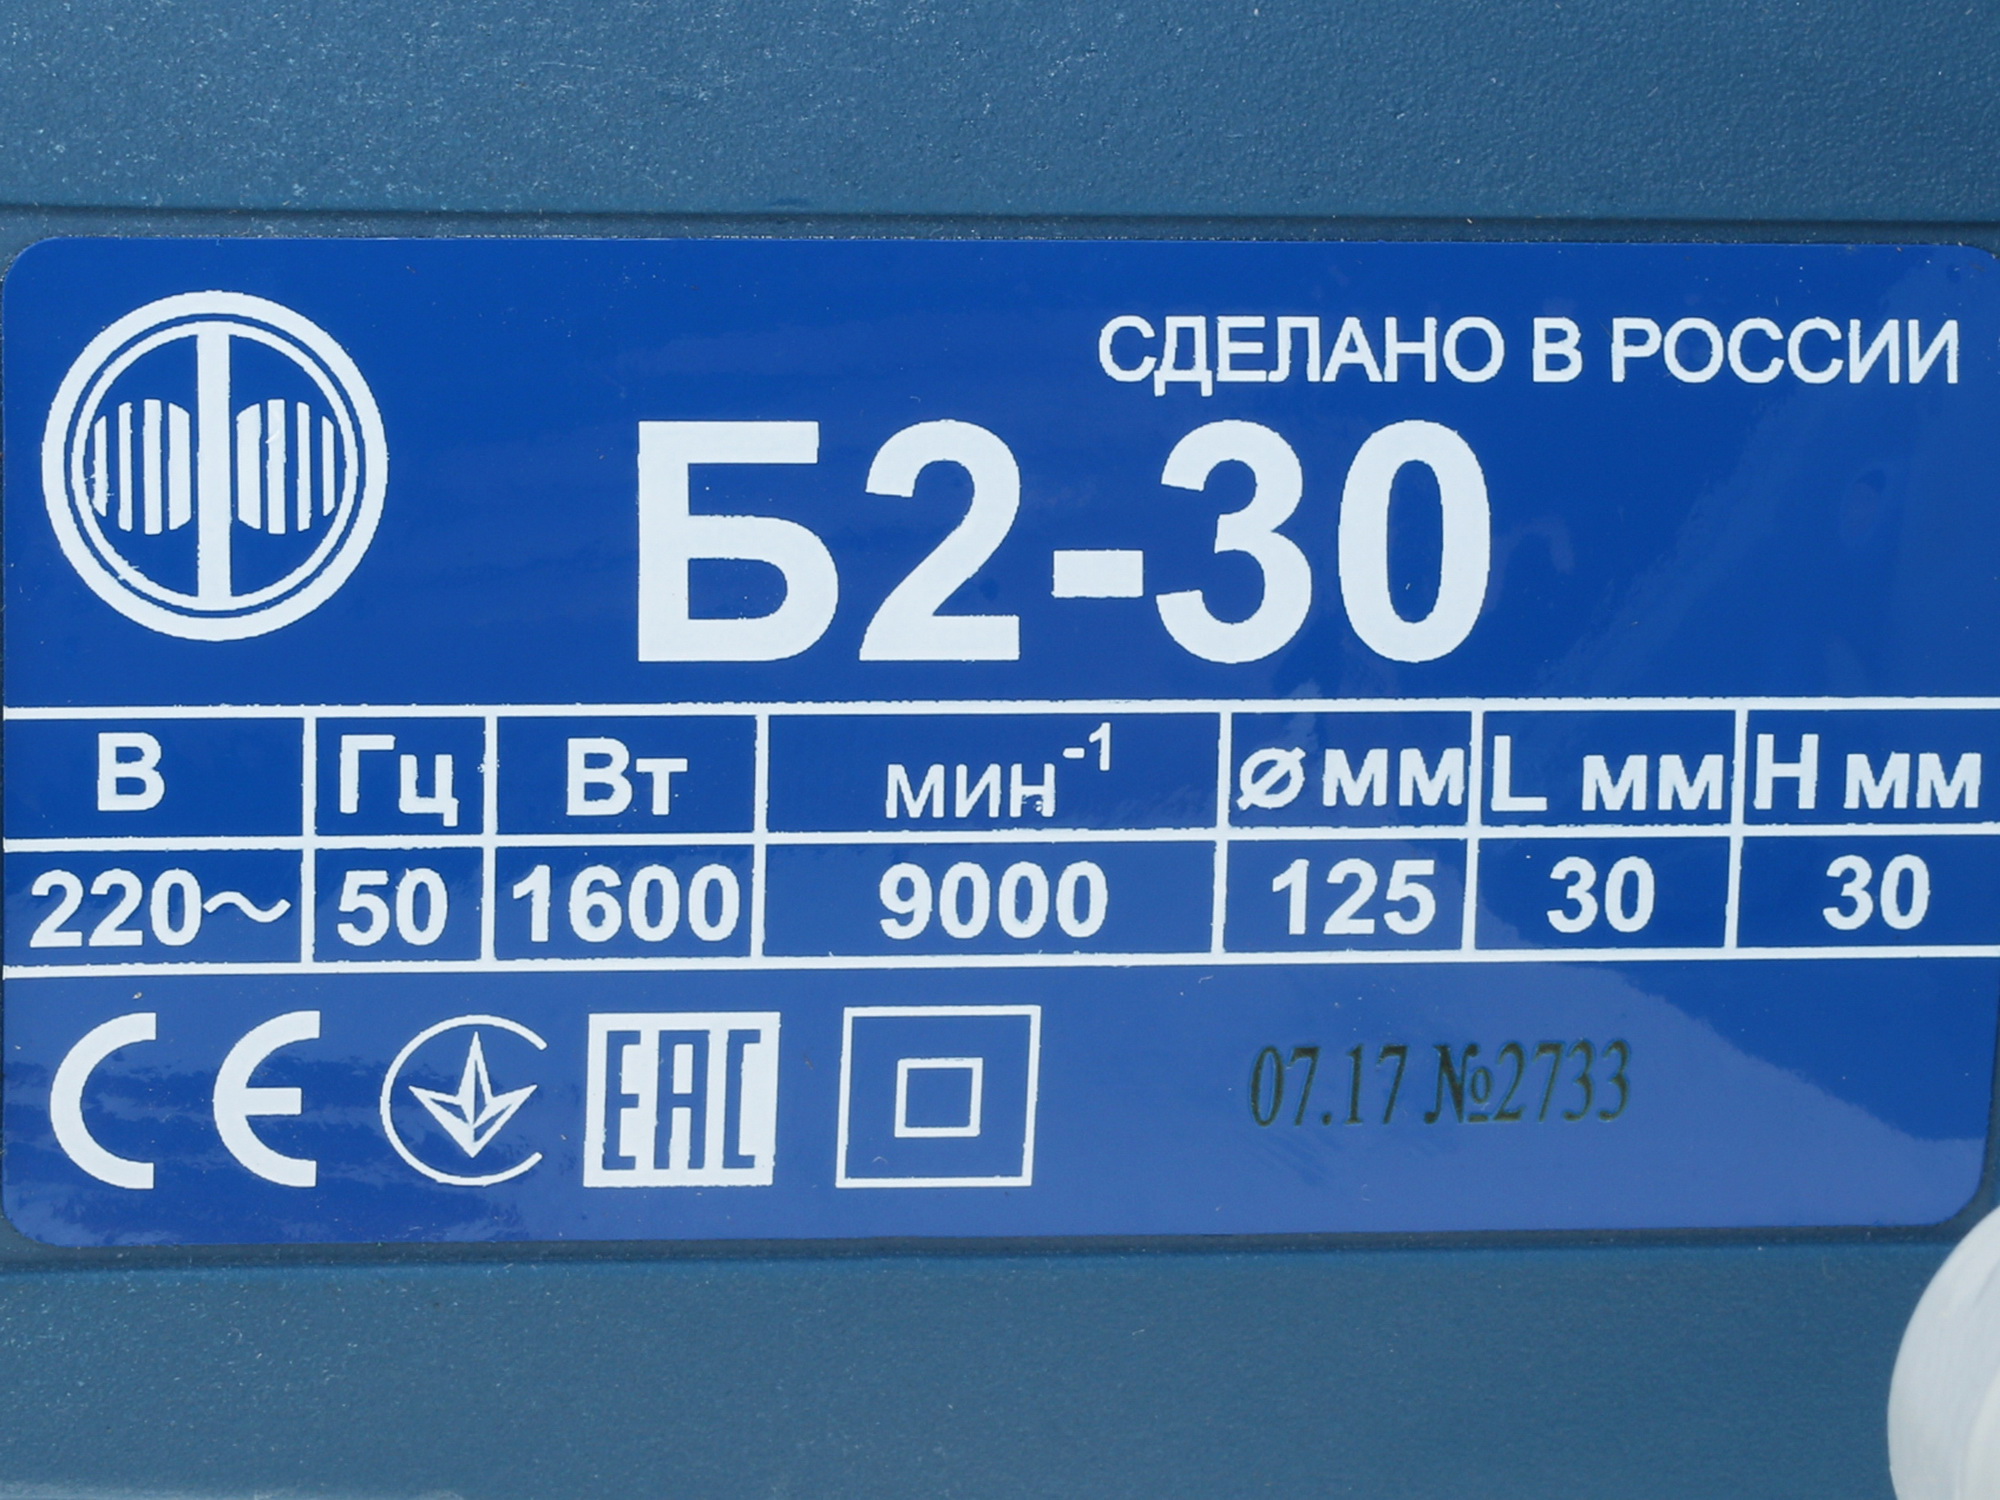 СДЕЛАНО В РОССИИ
Б2-30
В Гц Вт мин⁻¹ ⌀ мм L мм H мм
220~ 50 1600 9000 125 30 30
CE EAC 07.17 №2733